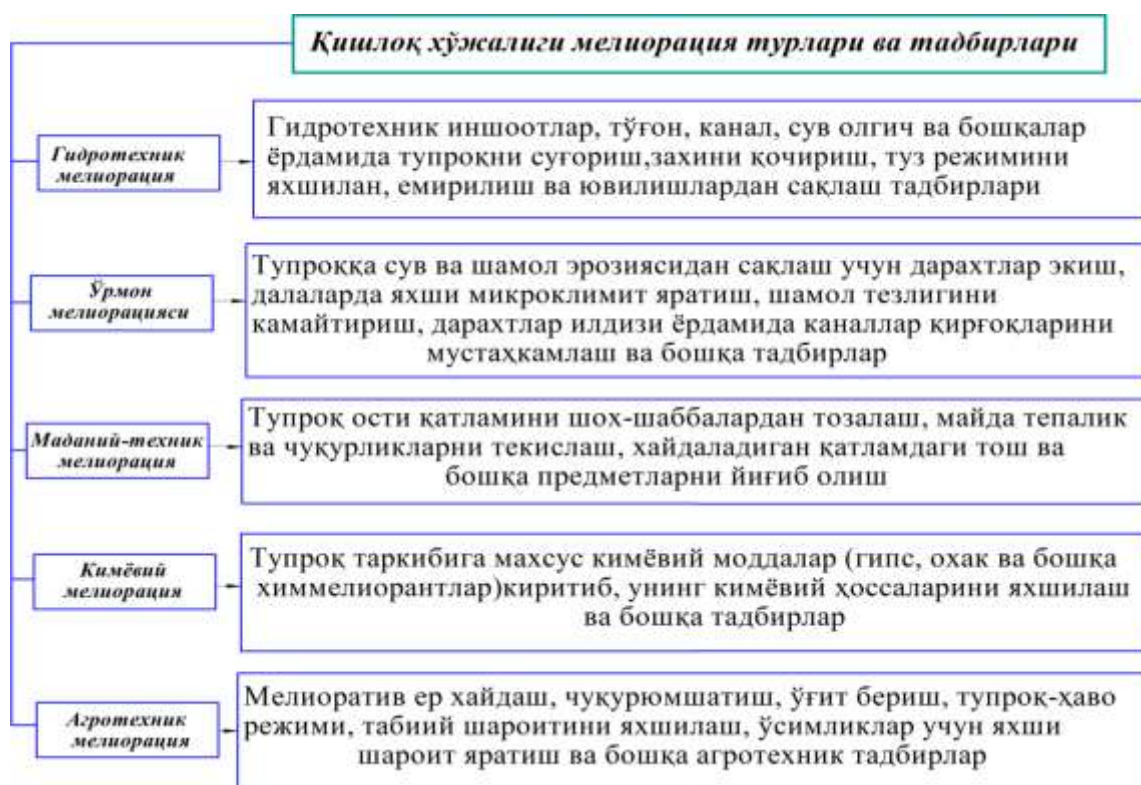 Қишлоқ хўжалиги мелиорация турлари ва тадбирлари
Гидротехник
мелиорация
Гидротехник иншоотлар, тўғон, канал, сув олгич ва бошқалар
ёрдамида тупроқни суғориш,захини қочириш, туз режимини
яхшилан, емирилиш ва ювилишлардан сақлаш тадбирлари
Ўрмон
мелиорацияси
Тупроққа сув ва шамол эрозиясидан сақлаш учун дарахтлар экиш,
далаларда яхши микроклимит яратиш, шамол тезлигини
камайтириш, дарахтлар илдизи ёрдамида каналлар қирғоқларини
мустаҳкамлаш ва бошқа тадбирлар
Маданий-техник
мелиорация
Тупроқ ости қатламини шох-шаббалардан тозалаш, майда тепалик
ва чуқурликларни текислаш, хайдаладиган қатламдаги тош ва
бошқа предметларни йиғиб олиш
Кимёвий
мелиорация
Тупроқ таркибига махсус кимёвий моддалар (гипс, охак ва бошқа
химмелиорантлар)киритиб, унинг кимёвий ҳоссаларини яхшилаш
ва бошқа тадбирлар
Агротехник
мелиорация
Мелиоратив ер хайдаш, чуқурюмшатиш, ўғит бериш, тупроқ-ҳаво
режими, табиий шароитини яхшилаш, ўсимликлар учун яхши
шароит яратиш ва бошқа агротехник тадбирлар